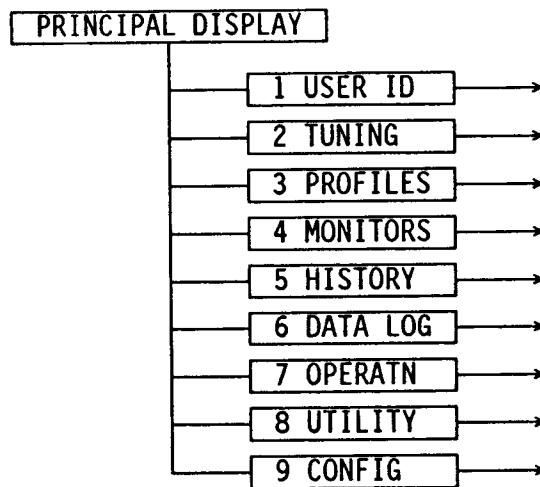 PRINCIPAL DISPLAY
1 USER ID
2 TUNING
3 PROFILES
4 MONITORS
5 HISTORY
6 DATA LOG
7 OPERATN
8 UTILITY
9 CONFIG